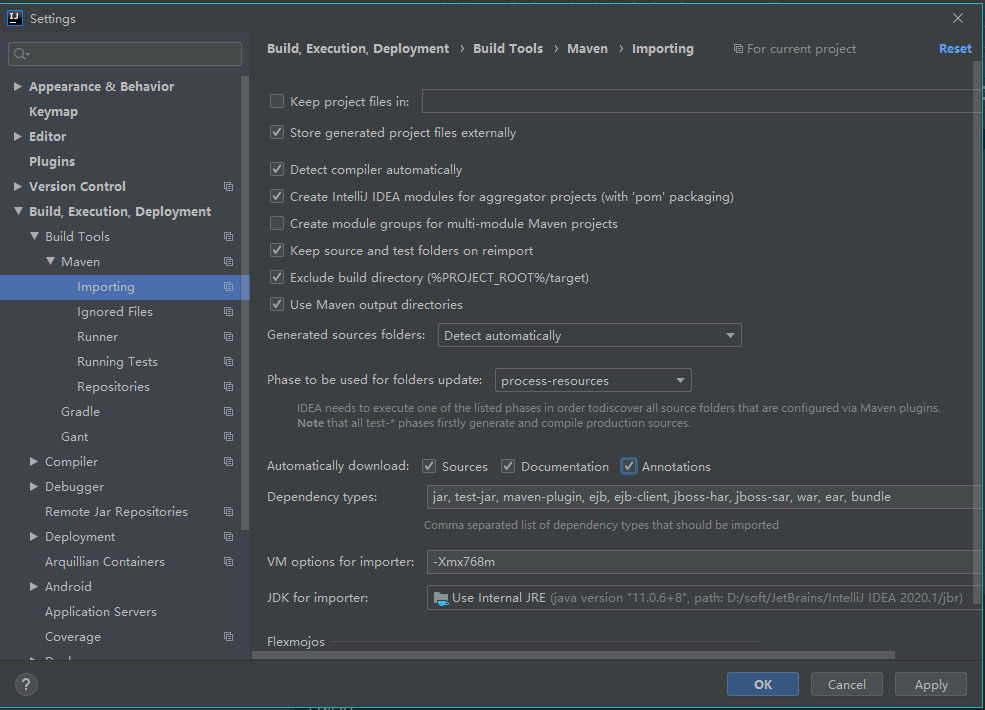 Settings
Build, Execution, Deployment › Build Tools › Maven › Importing For current project Reset
Appearance & Behavior
Keymap
Editor
Plugins
Version Control
Build, Execution, Deployment
Build Tools
Maven
Importing
Ignored Files
Runner
Running Tests
Repositories
Gradle
Gant
Compiler
Debugger
Remote Jar Repositories
Deployment
Arquillian Containers
Android
Application Servers
Coverage
Keep project files in:
Store generated project files externally
Detect compiler automatically
Create IntelliJ IDEA modules for aggregator projects (with 'pom' packaging)
Create module groups for multi-module Maven projects
Keep source and test folders on reimport
Exclude build directory (%PROJECT_ROOT%/target)
Use Maven output directories
Generated sources folders: Detect automatically
Phase to be used for folders update: process-resources
IDEA needs to execute one of the listed phases in order todiscover all source folders that are configured via Maven plugins.
Note that all test-* phases firstly generate and compile production sources.
Automatically download: Sources Documentation Annotations
Dependency types: jar, test-jar, maven-plugin, ejb, ejb-client, jboss-har, jboss-sar, war, ear, bundle
Comma separated list of dependency types that should be imported
VM options for importer: -Xmx768m
JDK for importer: Use Internal JRE (java version "11.0.6+8", path: D:/soft/JetBrains/IntelliJ IDEA 2020.1/jbr)
Flexmojos
? OK Cancel Apply